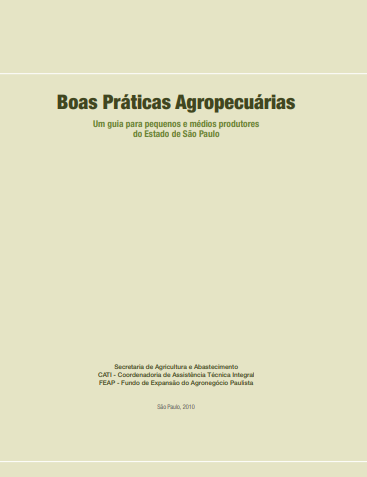 Boas Práticas Agropecuárias
Um guia para pequenos e médios produtores
do Estado de São Paulo
Secretaria de Agricultura e Abastecimento
CATI - Coordenadoria de Assistência Técnica Integral
FEAP - Fundo de Expansão do Agronegócio Paulista
São Paulo, 2010